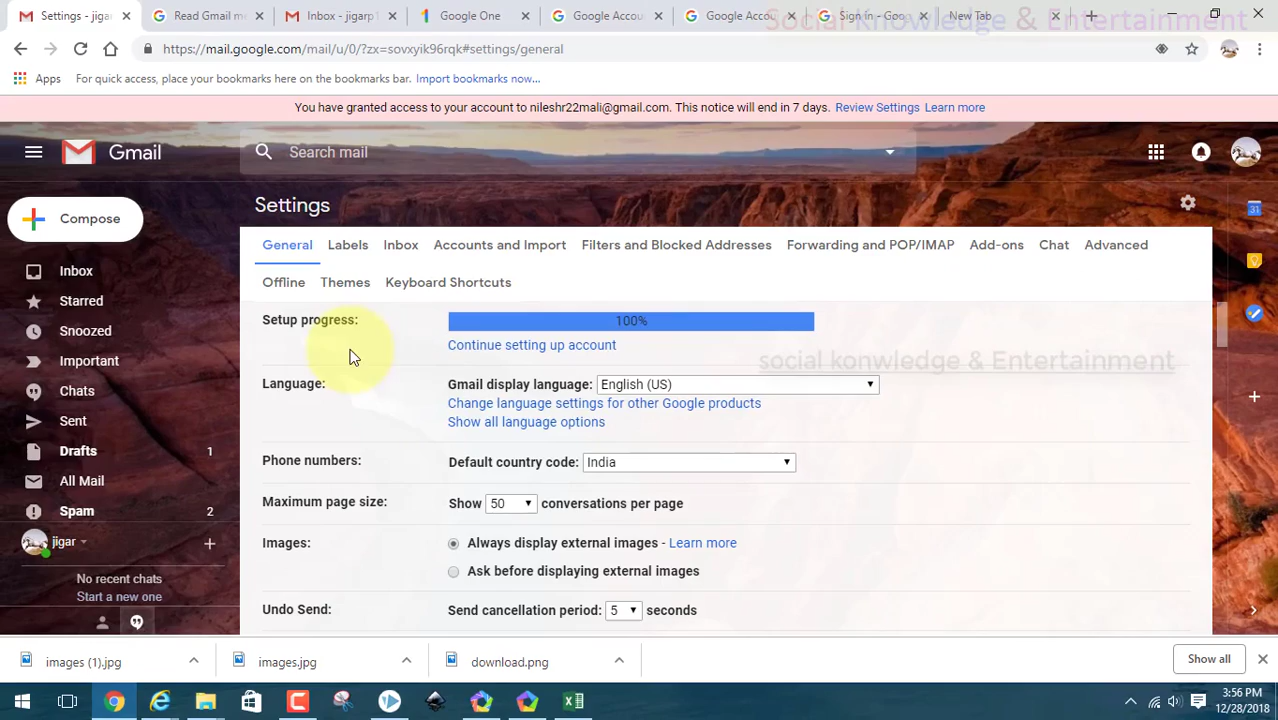 Settings - jigarp
Read Gmail me
Inbox - jigarp1
Google One
Google Accou
Google Accou
Sign in - Goog
New Tab
Social knowledge & Entertainment
https://mail.google.com/mail/u/0/?zx=sovxyik96rqk#settings/general
Apps For quick access, place your bookmarks here on the bookmarks bar. Import bookmarks now...
You have granted access to your account to nileshr22mali@gmail.com. This notice will end in 7 days. Review Settings Learn more
Gmail
Search mail
Compose
Settings
General Labels Inbox Accounts and Import Filters and Blocked Addresses Forwarding and POP/IMAP Add-ons Chat Advanced
Offline Themes Keyboard Shortcuts
Inbox
Starred
Snoozed
Important
Chats
Sent
Drafts 1
All Mail
Spam 2
jigar
No recent chats
Start a new one
Setup progress: 100%
Continue setting up account
social konwledge & Entertainment
Language: Gmail display language: English (US)
Change language settings for other Google products
Show all language options
Phone numbers: Default country code: India
Maximum page size: Show 50 conversations per page
Images: Always display external images - Learn more
Ask before displaying external images
Undo Send: Send cancellation period: 5 seconds
31
images (1).jpg
images.jpg
download.png
Show all
3:56 PM
12/28/2018